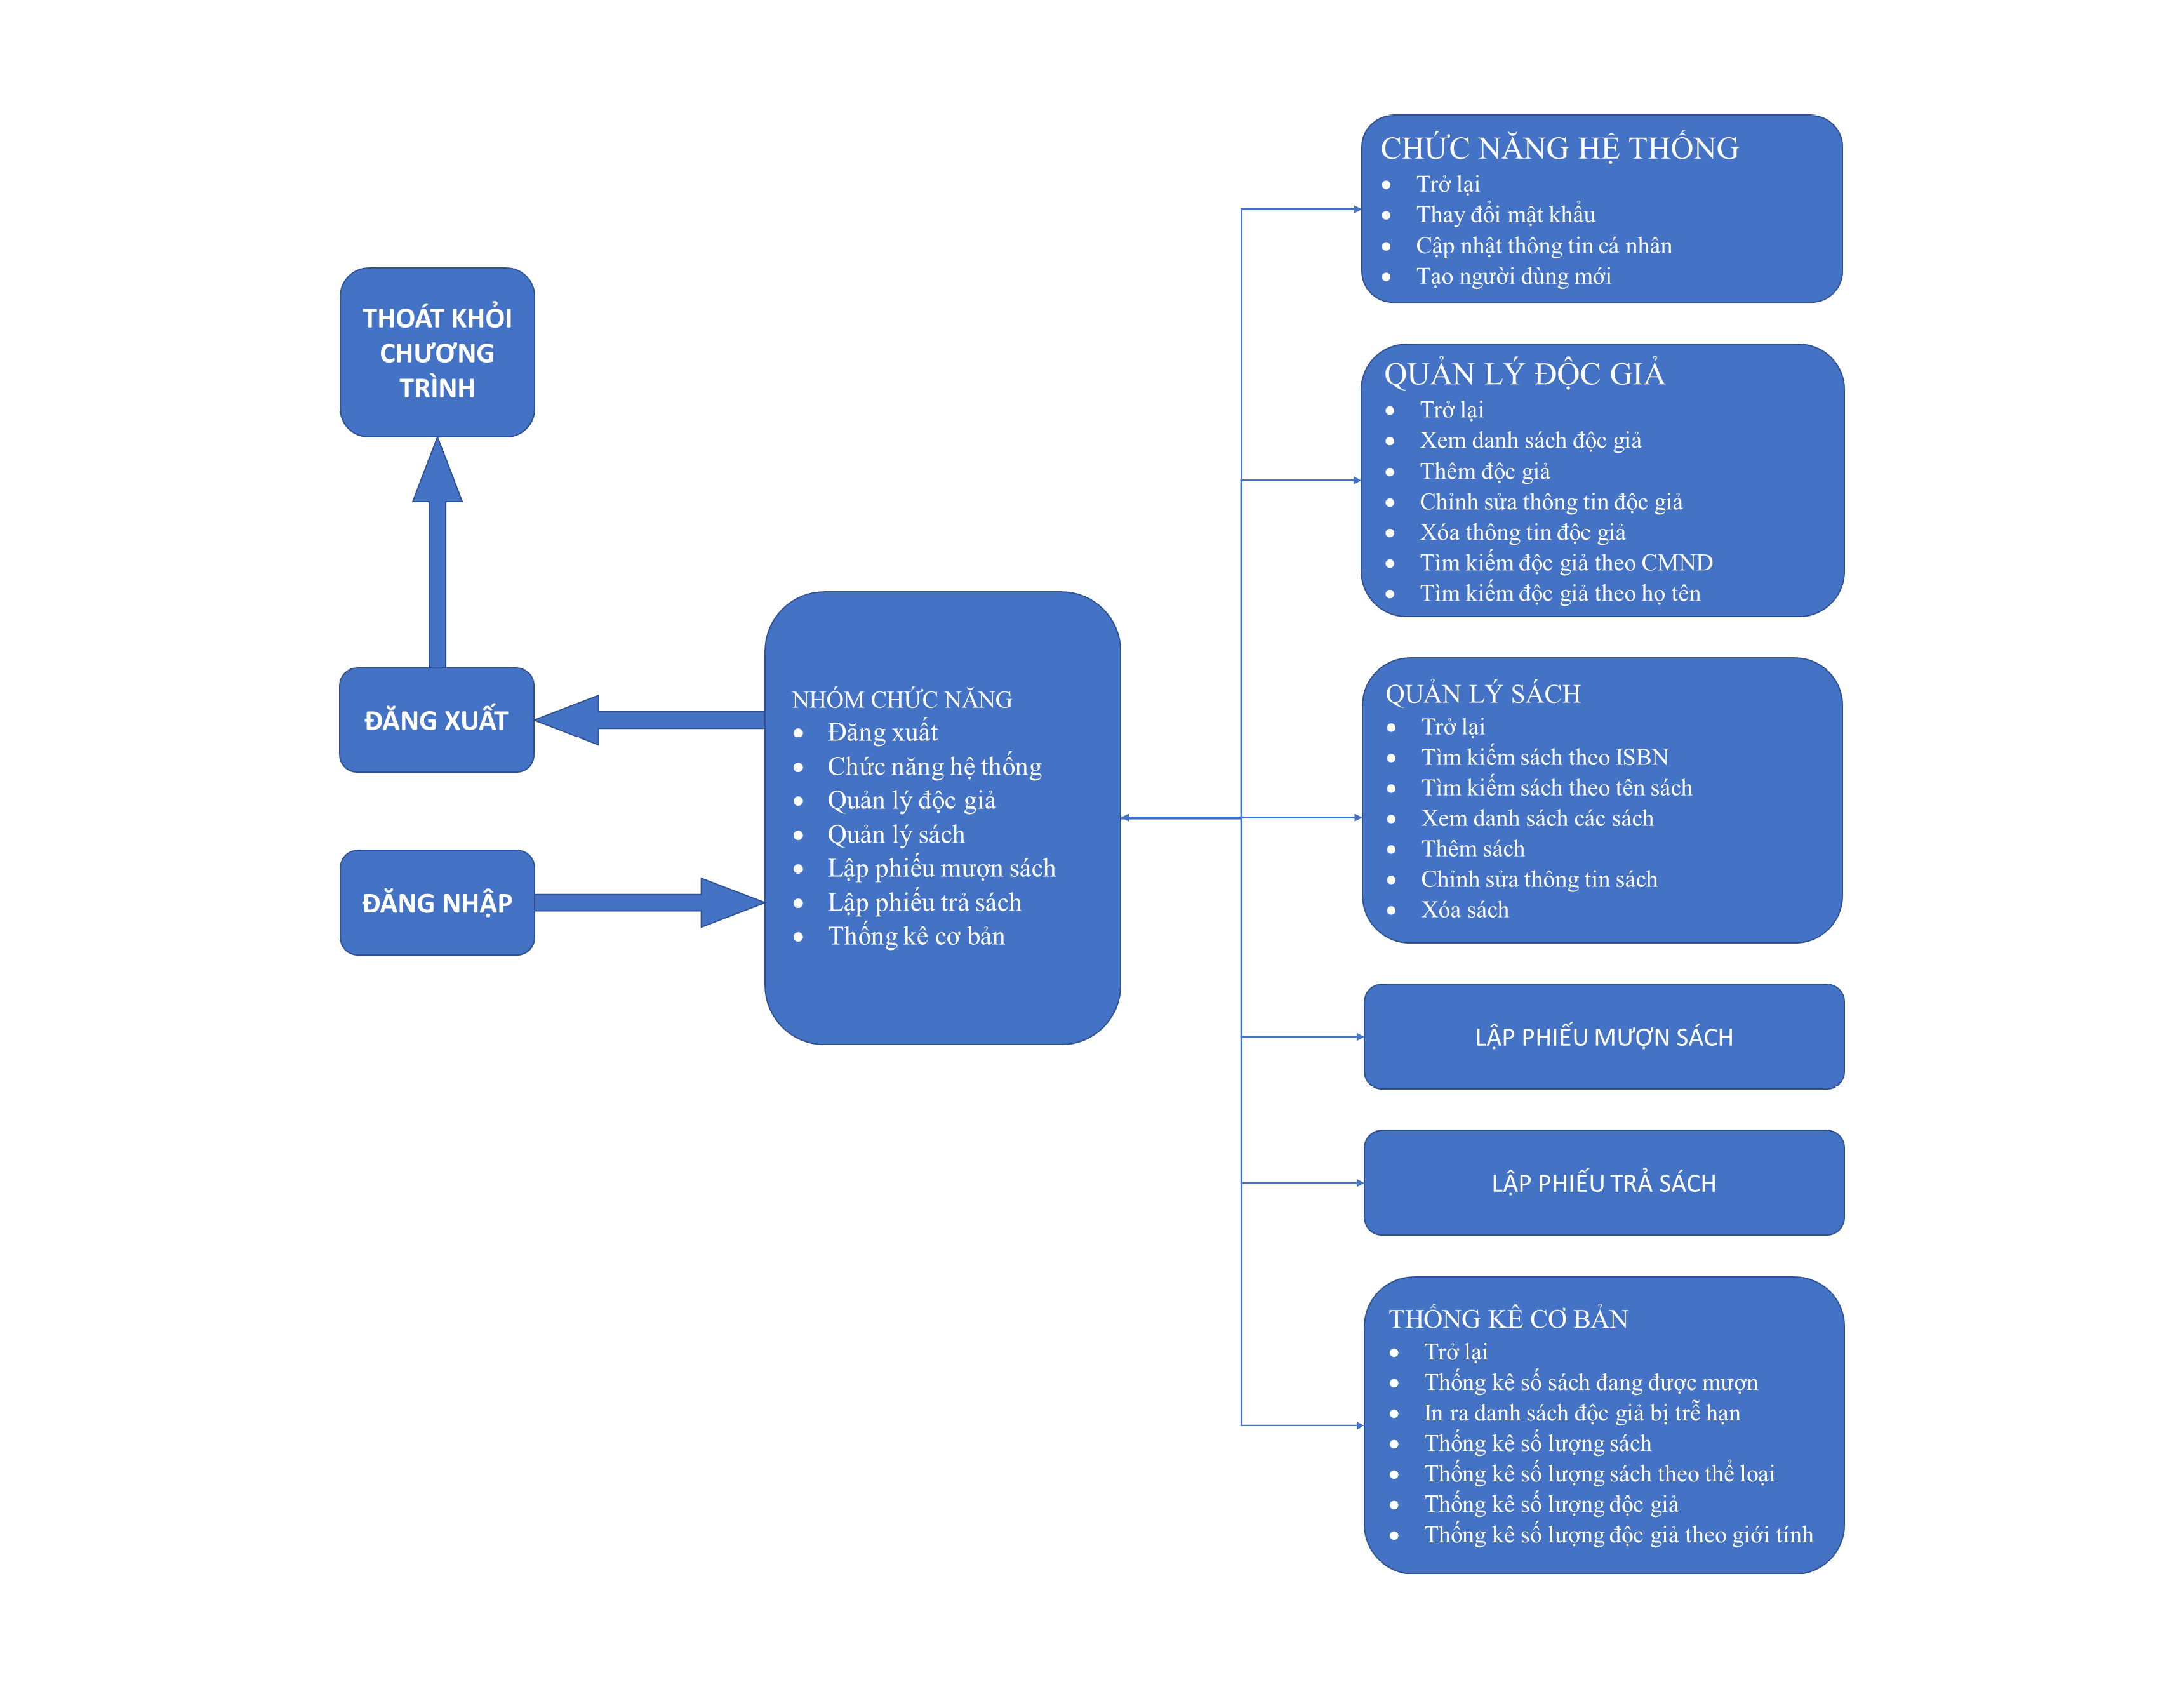 THOÁT KHỎI
CHƯƠNG
TRÌNH
ĐĂNG XUẤT
ĐĂNG NHẬP
NHÓM CHỨC NĂNG
• Đăng xuất
• Chức năng hệ thống
• Quản lý độc giả
• Quản lý sách
• Lập phiếu mượn sách
• Lập phiếu trả sách
• Thống kê cơ bản
CHỨC NĂNG HỆ THỐNG
• Trở lại
• Thay đổi mật khẩu
• Cập nhật thông tin cá nhân
• Tạo người dùng mới
QUẢN LÝ ĐỘC GIẢ
• Trở lại
• Xem danh sách độc giả
• Thêm độc giả
• Chỉnh sửa thông tin độc giả
• Xóa thông tin độc giả
• Tìm kiếm độc giả theo CMND
• Tìm kiếm độc giả theo họ tên
QUẢN LÝ SÁCH
• Trở lại
• Tìm kiếm sách theo ISBN
• Tìm kiếm sách theo tên sách
• Xem danh sách các sách
• Thêm sách
• Chỉnh sửa thông tin sách
• Xóa sách
LẬP PHIẾU MƯỢN SÁCH
LẬP PHIẾU TRẢ SÁCH
THỐNG KÊ CƠ BẢN
• Trở lại
• Thống kê số sách đang được mượn
• In ra danh sách độc giả bị trễ hạn
• Thống kê số lượng sách
• Thống kê số lượng sách theo thể loại
• Thống kê số lượng độc giả
• Thống kê số lượng độc giả theo giới tính